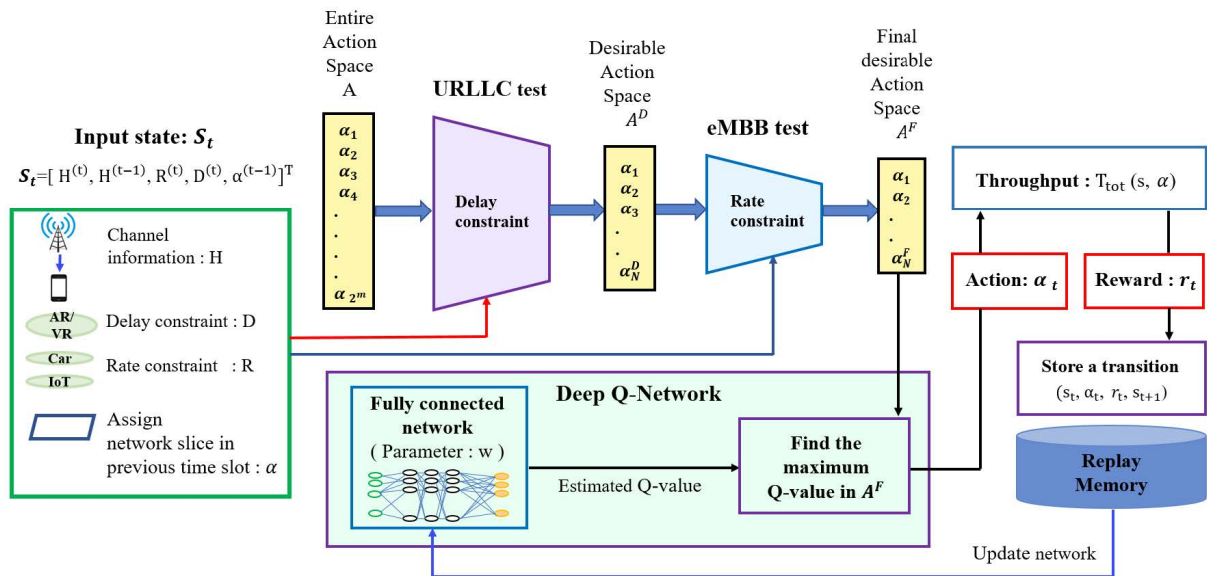 Input state: S_t
S_t=[ H^(t), H^(t−1), R^(t), D^(t), α^(t−1)]^T
Channel
information : H
AR/
VR
Delay constraint : D
Car
Rate constraint : R
IoT
Assign
network slice in
previous time slot : α
Entire
Action
Space
A
α_1
α_2
α_3
α_4
.
.
.
.
α_2^m
URLLC test
Delay
constraint
Desirable
Action
Space
A^D
α_1
α_2
α_3
.
.
α_N^D
eMBB test
Rate
constraint
Final
desirable
Action
Space
A^F
α_1
α_2
.
.
α_N^F
Throughput : T_tot (s, α)
Action: α_t
Reward : r_t
Store a transition
(s_t, α_t, r_t, s_t+1)
Replay
Memory
Update network
Deep Q-Network
Fully connected
network
( Parameter : w )
Estimated Q-value
Find the
maximum
Q-value in A^F